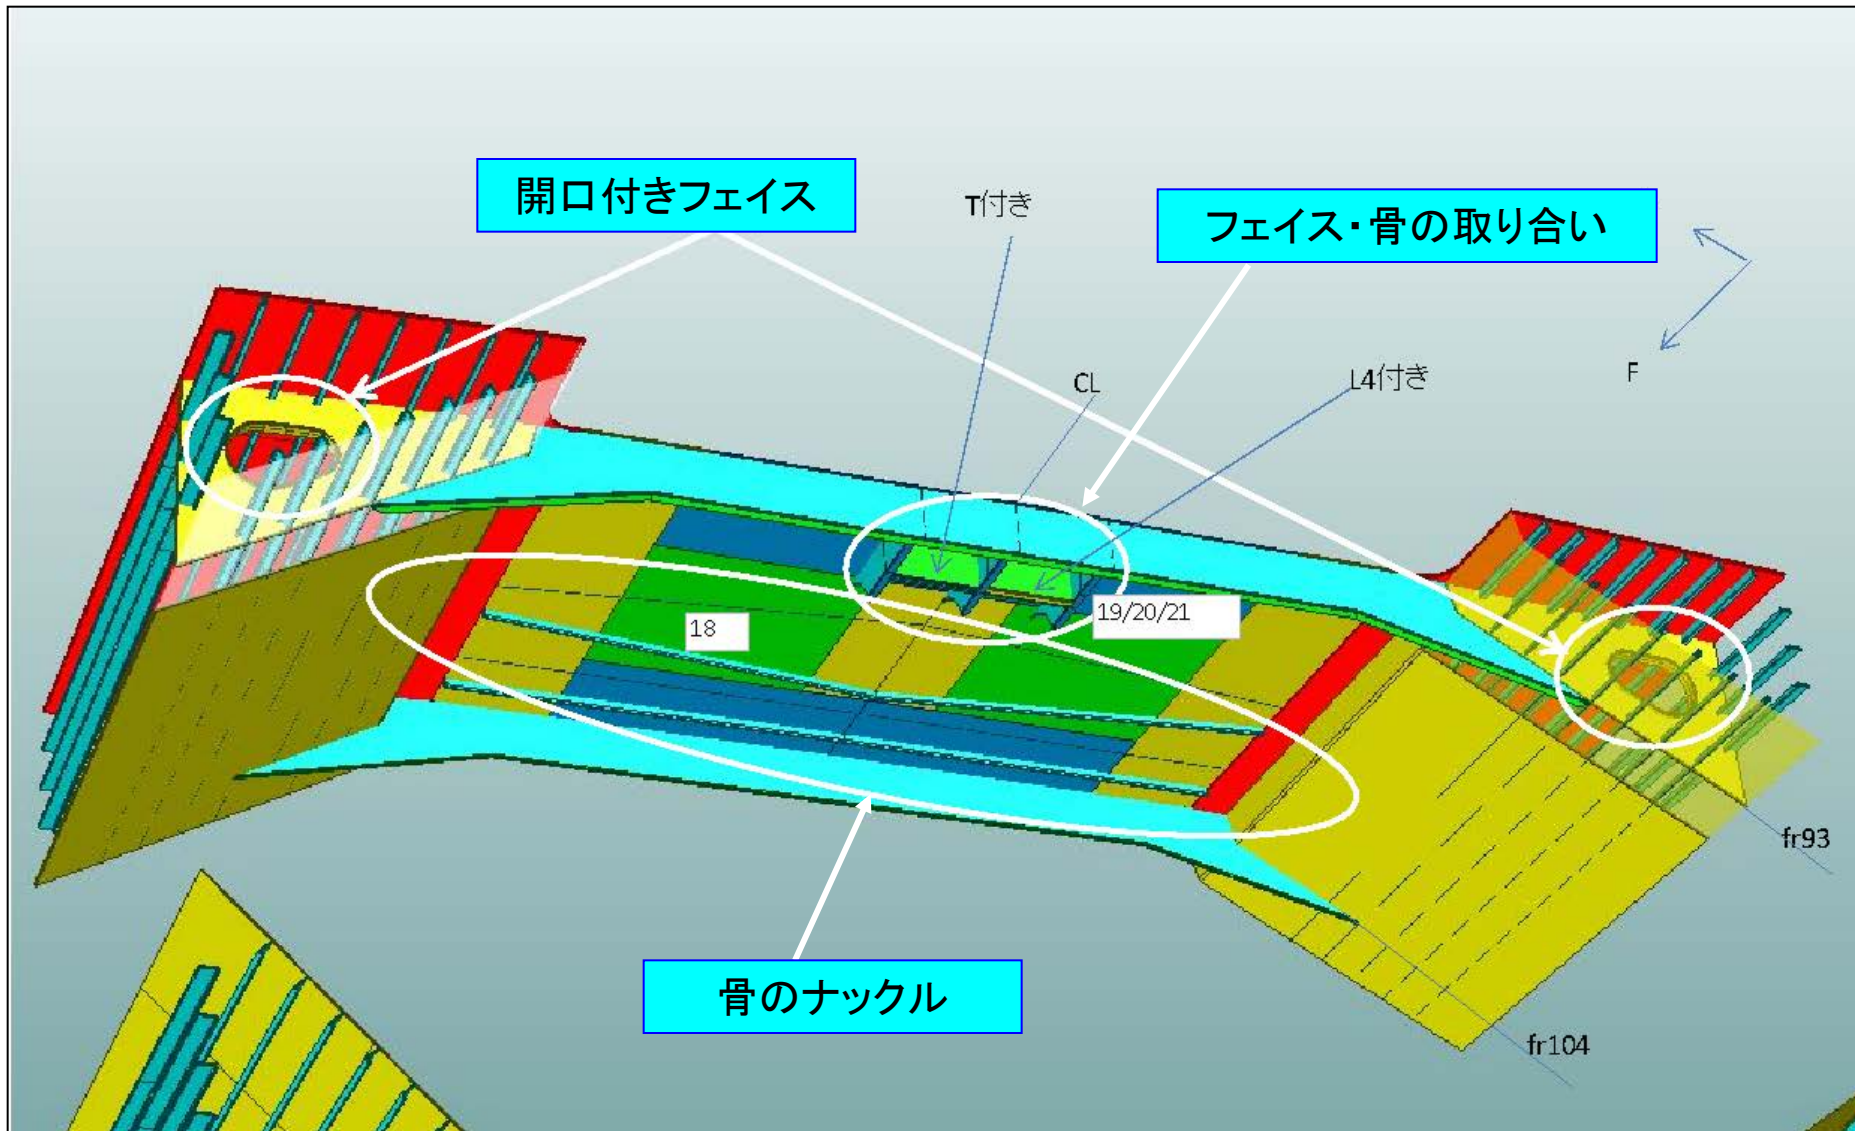 開口付きフェイス
T付き
フェイス・骨の取り合い
CL
L4付き
F
18
19/20/21
fr93
骨のナックル
fr104